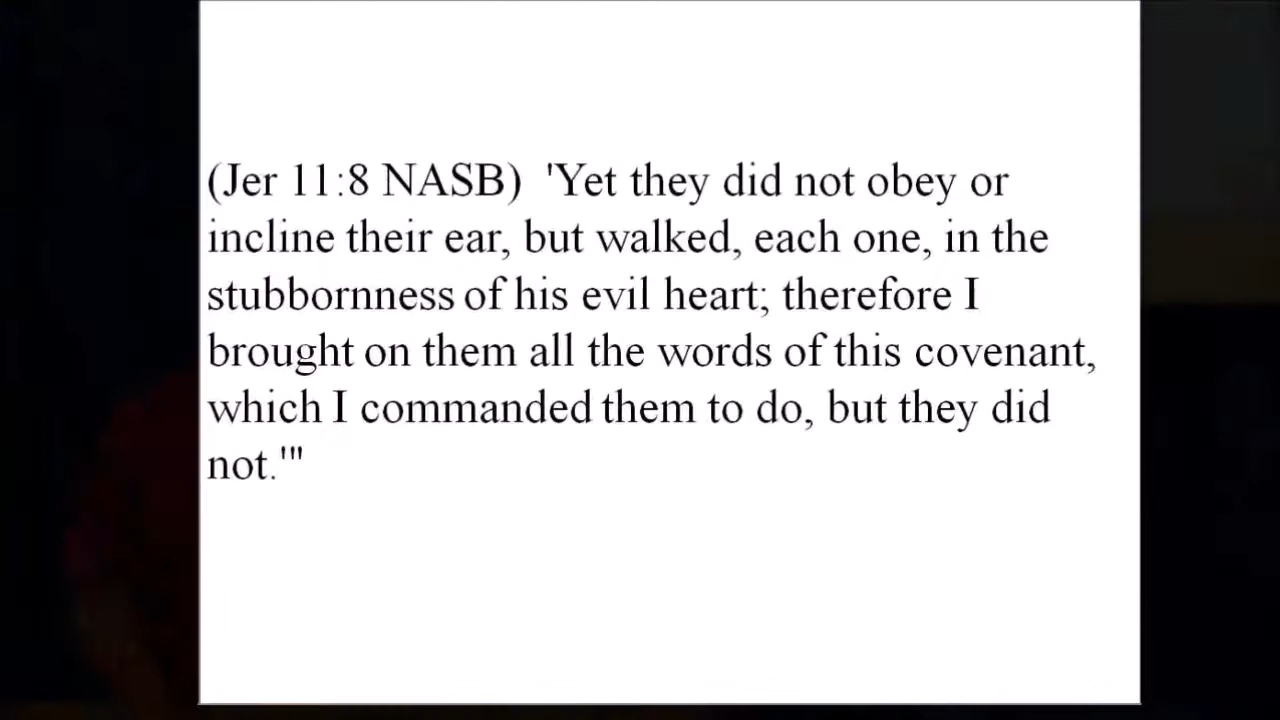 (Jer 11:8 NASB)  'Yet they did not obey or
incline their ear, but walked, each one, in the
stubbornness of his evil heart; therefore I
brought on them all the words of this covenant,
which I commanded them to do, but they did
not.'"